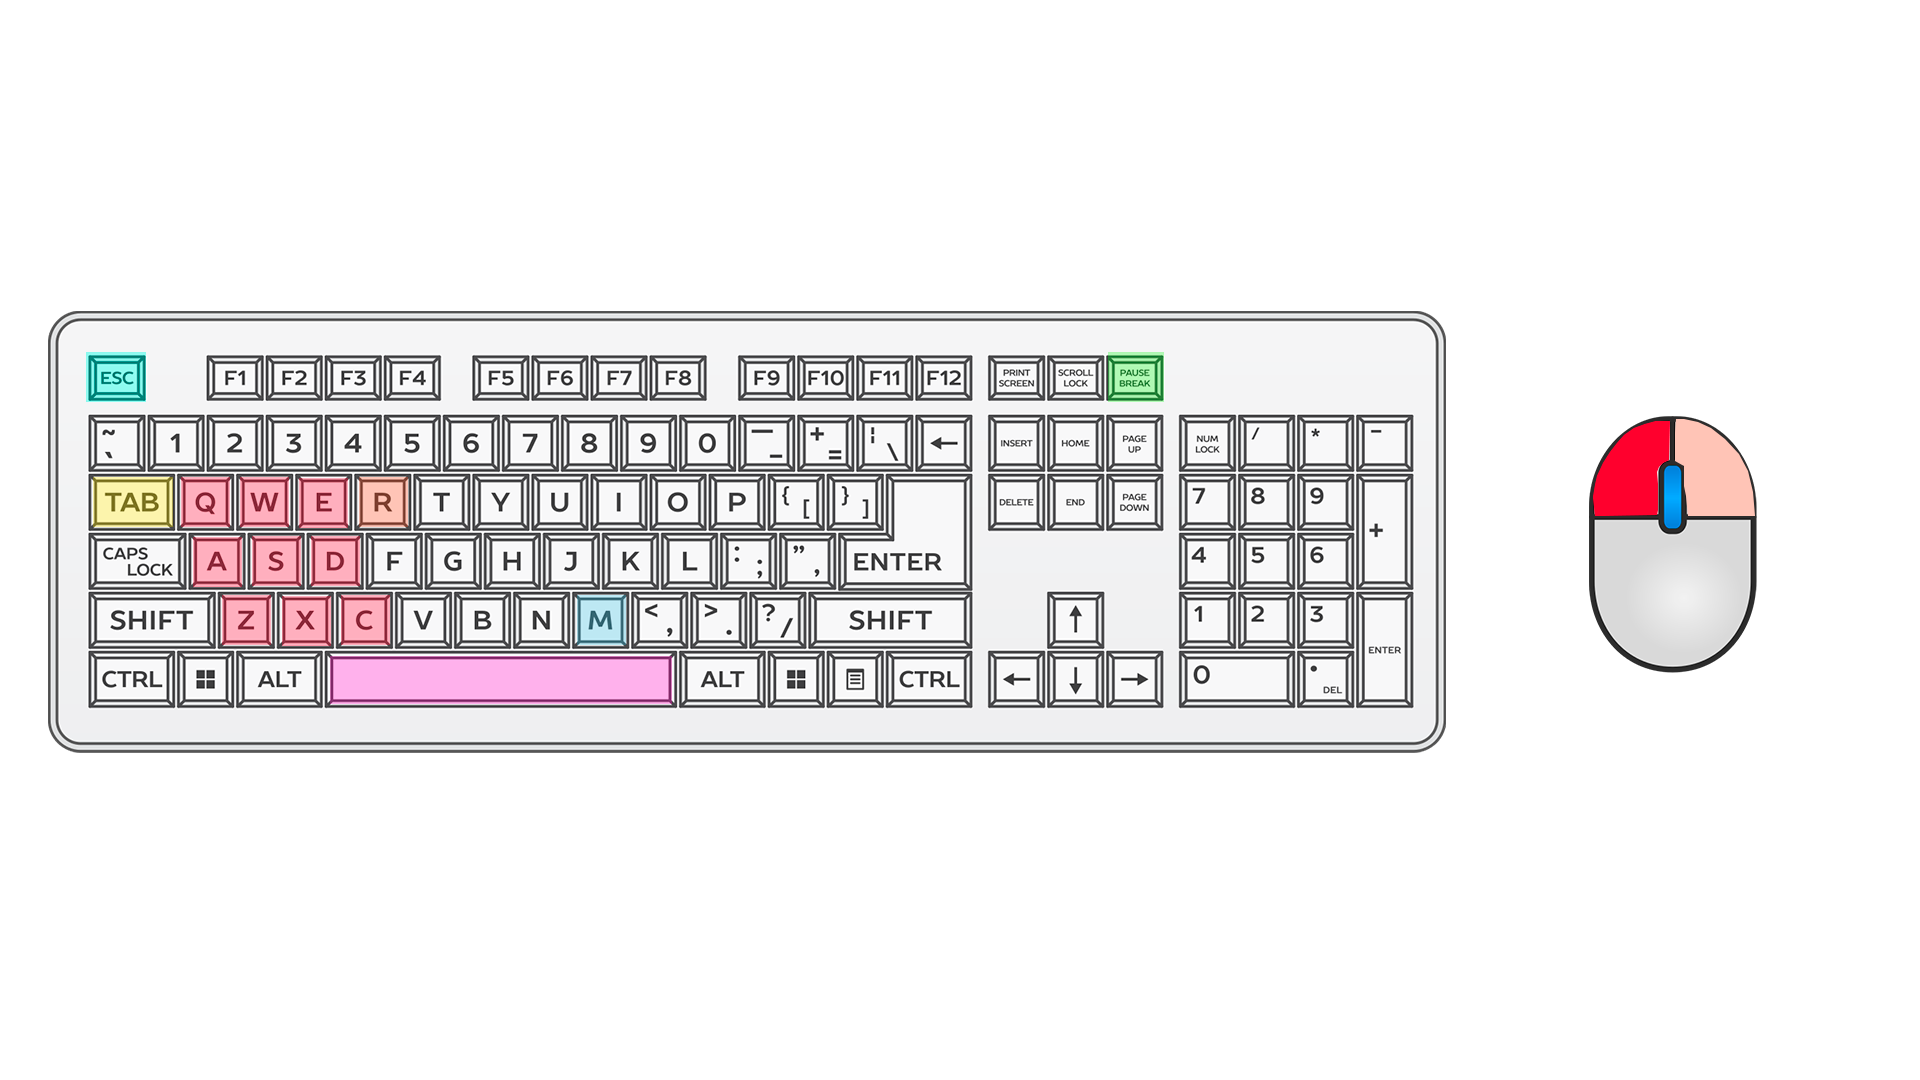 ESC F1 F2 F3 F4 F5 F6 F7 F8 F9 F10 F11 F12 PRINT SCREEN SCROLL LOCK PAUSE BREAK
~ ` 1 2 3 4 5 6 7 8 9 0 — – + = ¦ \ ← INSERT HOME PAGE UP NUM LOCK / * −
TAB Q W E R T Y U I O P { [ } ] DELETE END PAGE DOWN 7 8 9 +
CAPS LOCK A S D F G H J K L : ; ” , ENTER 4 5 6
SHIFT Z X C V B N M < , > . ? / SHIFT ↑ 1 2 3 ENTER
CTRL ALT ALT CTRL ← ↓ → 0 • DEL